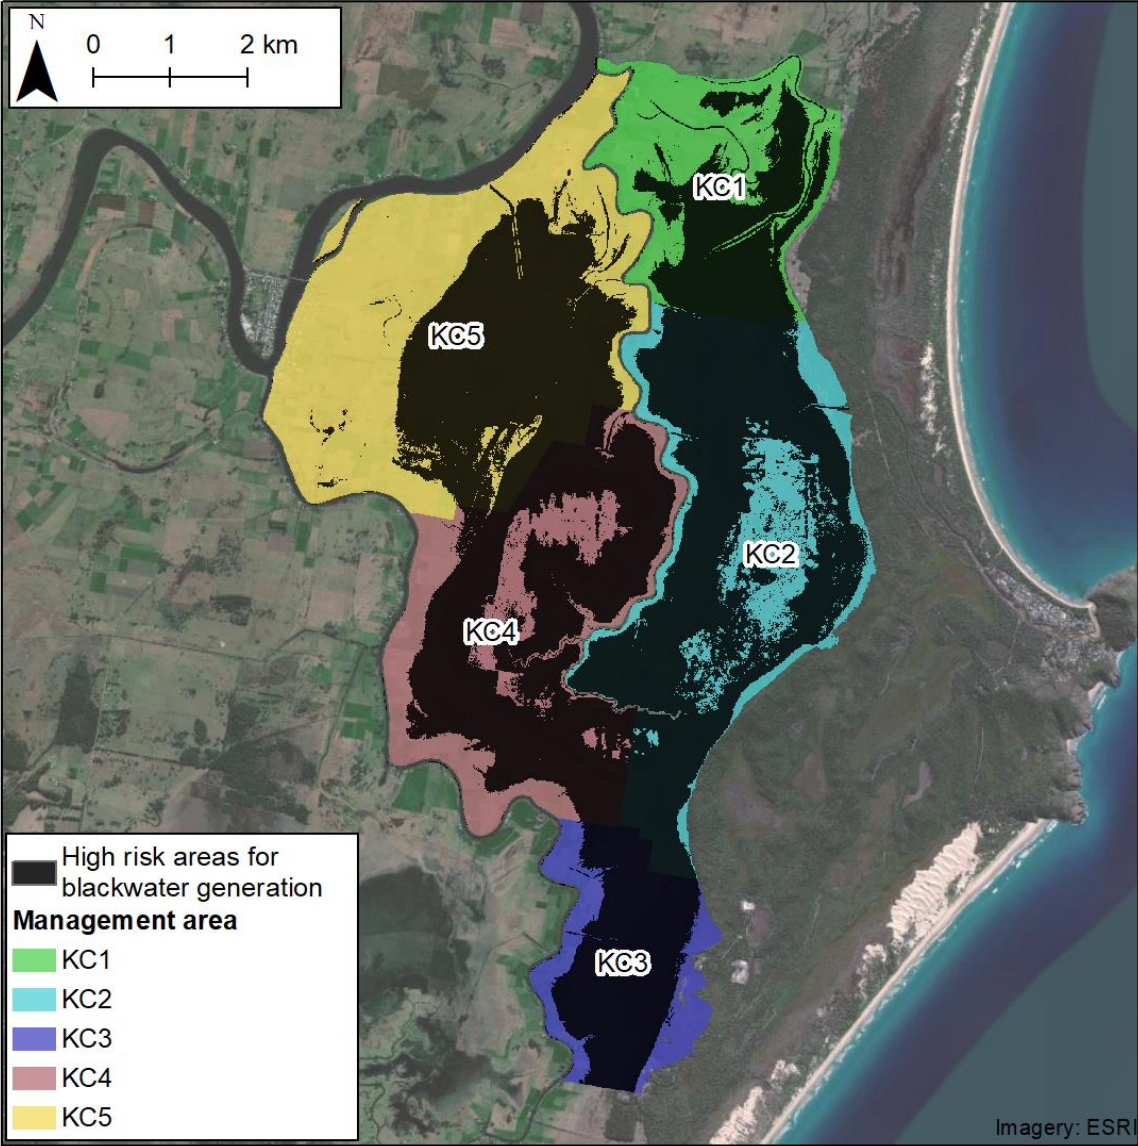 N
0 1 2 km
KC1
KC5
KC2
KC4
KC3
High risk areas for
blackwater generation
Management area
KC1
KC2
KC3
KC4
KC5
Imagery: ESRI